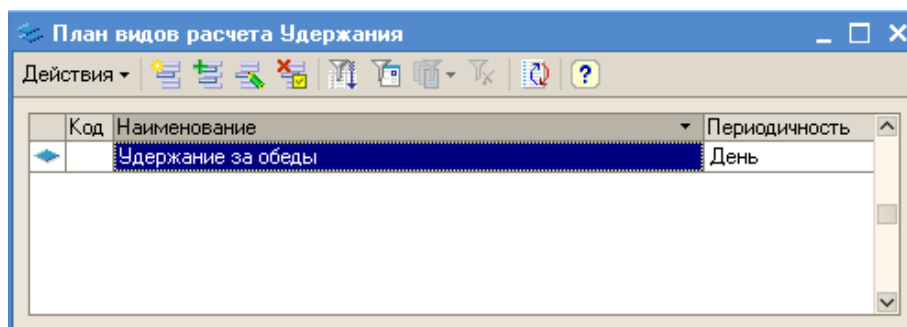 План видов расчета Удержания
Действия
Код Наименование Периодичность
Удержание за обеды День